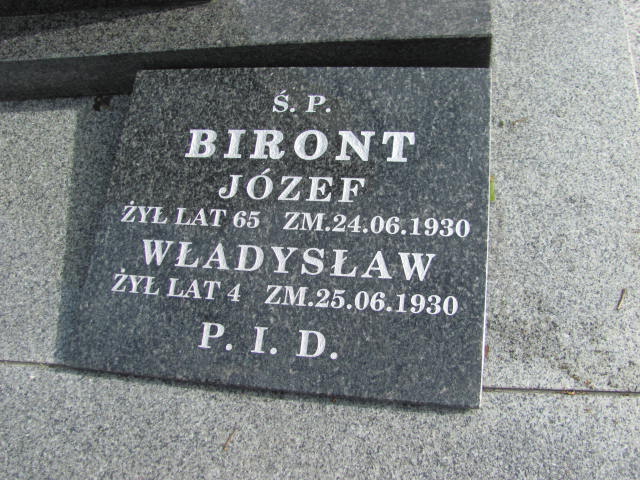 Ś. P.
BIRONT
JÓZEF
ŻYŁ LAT 65 ZM.24.06.1930
WŁADYSŁAW
ŻYŁ LAT 4 ZM.25.06.1930
P. I. D.